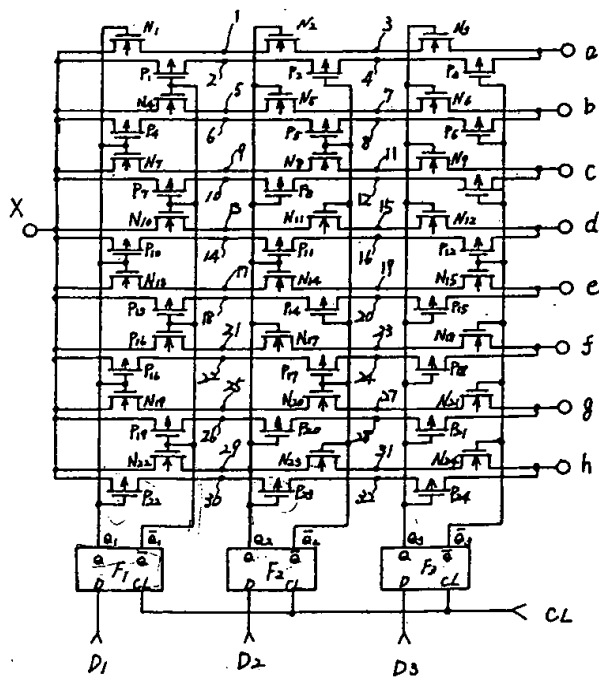 N1 1 N2 3 N3 a
P1 2 P2 4 P4
N4 5 N5 7 N6 b
P4 6 P5 8 P6
N7 9 N8 11 N9 c
X P7 10 P8 12
N10 13 N11 15 N12 d
P10 14 P11 16 P12
N13 17 N14 19 N15 e
P13 18 P14 20 P15
P16 21 N17 23 N18 f
P16 22 P17 24 P18
N19 25 N20 27 N21 g
P19 26 P20 28 P21
N22 29 N23 31 N24 h
P22 30 P23 32 P24
Q1 Q̄1 Q2 Q̄2 Q3 Q̄3
Q Q̄ Q Q̄ Q Q̄
F1 F2 F3
D CL D CL D CL
CL
D1 D2 D3